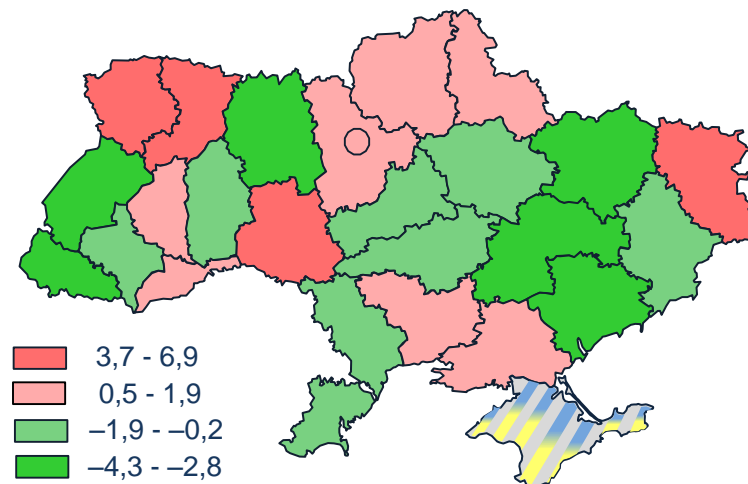 3,7 - 6,9
0,5 - 1,9
–1,9 - –0,2
–4,3 - –2,8